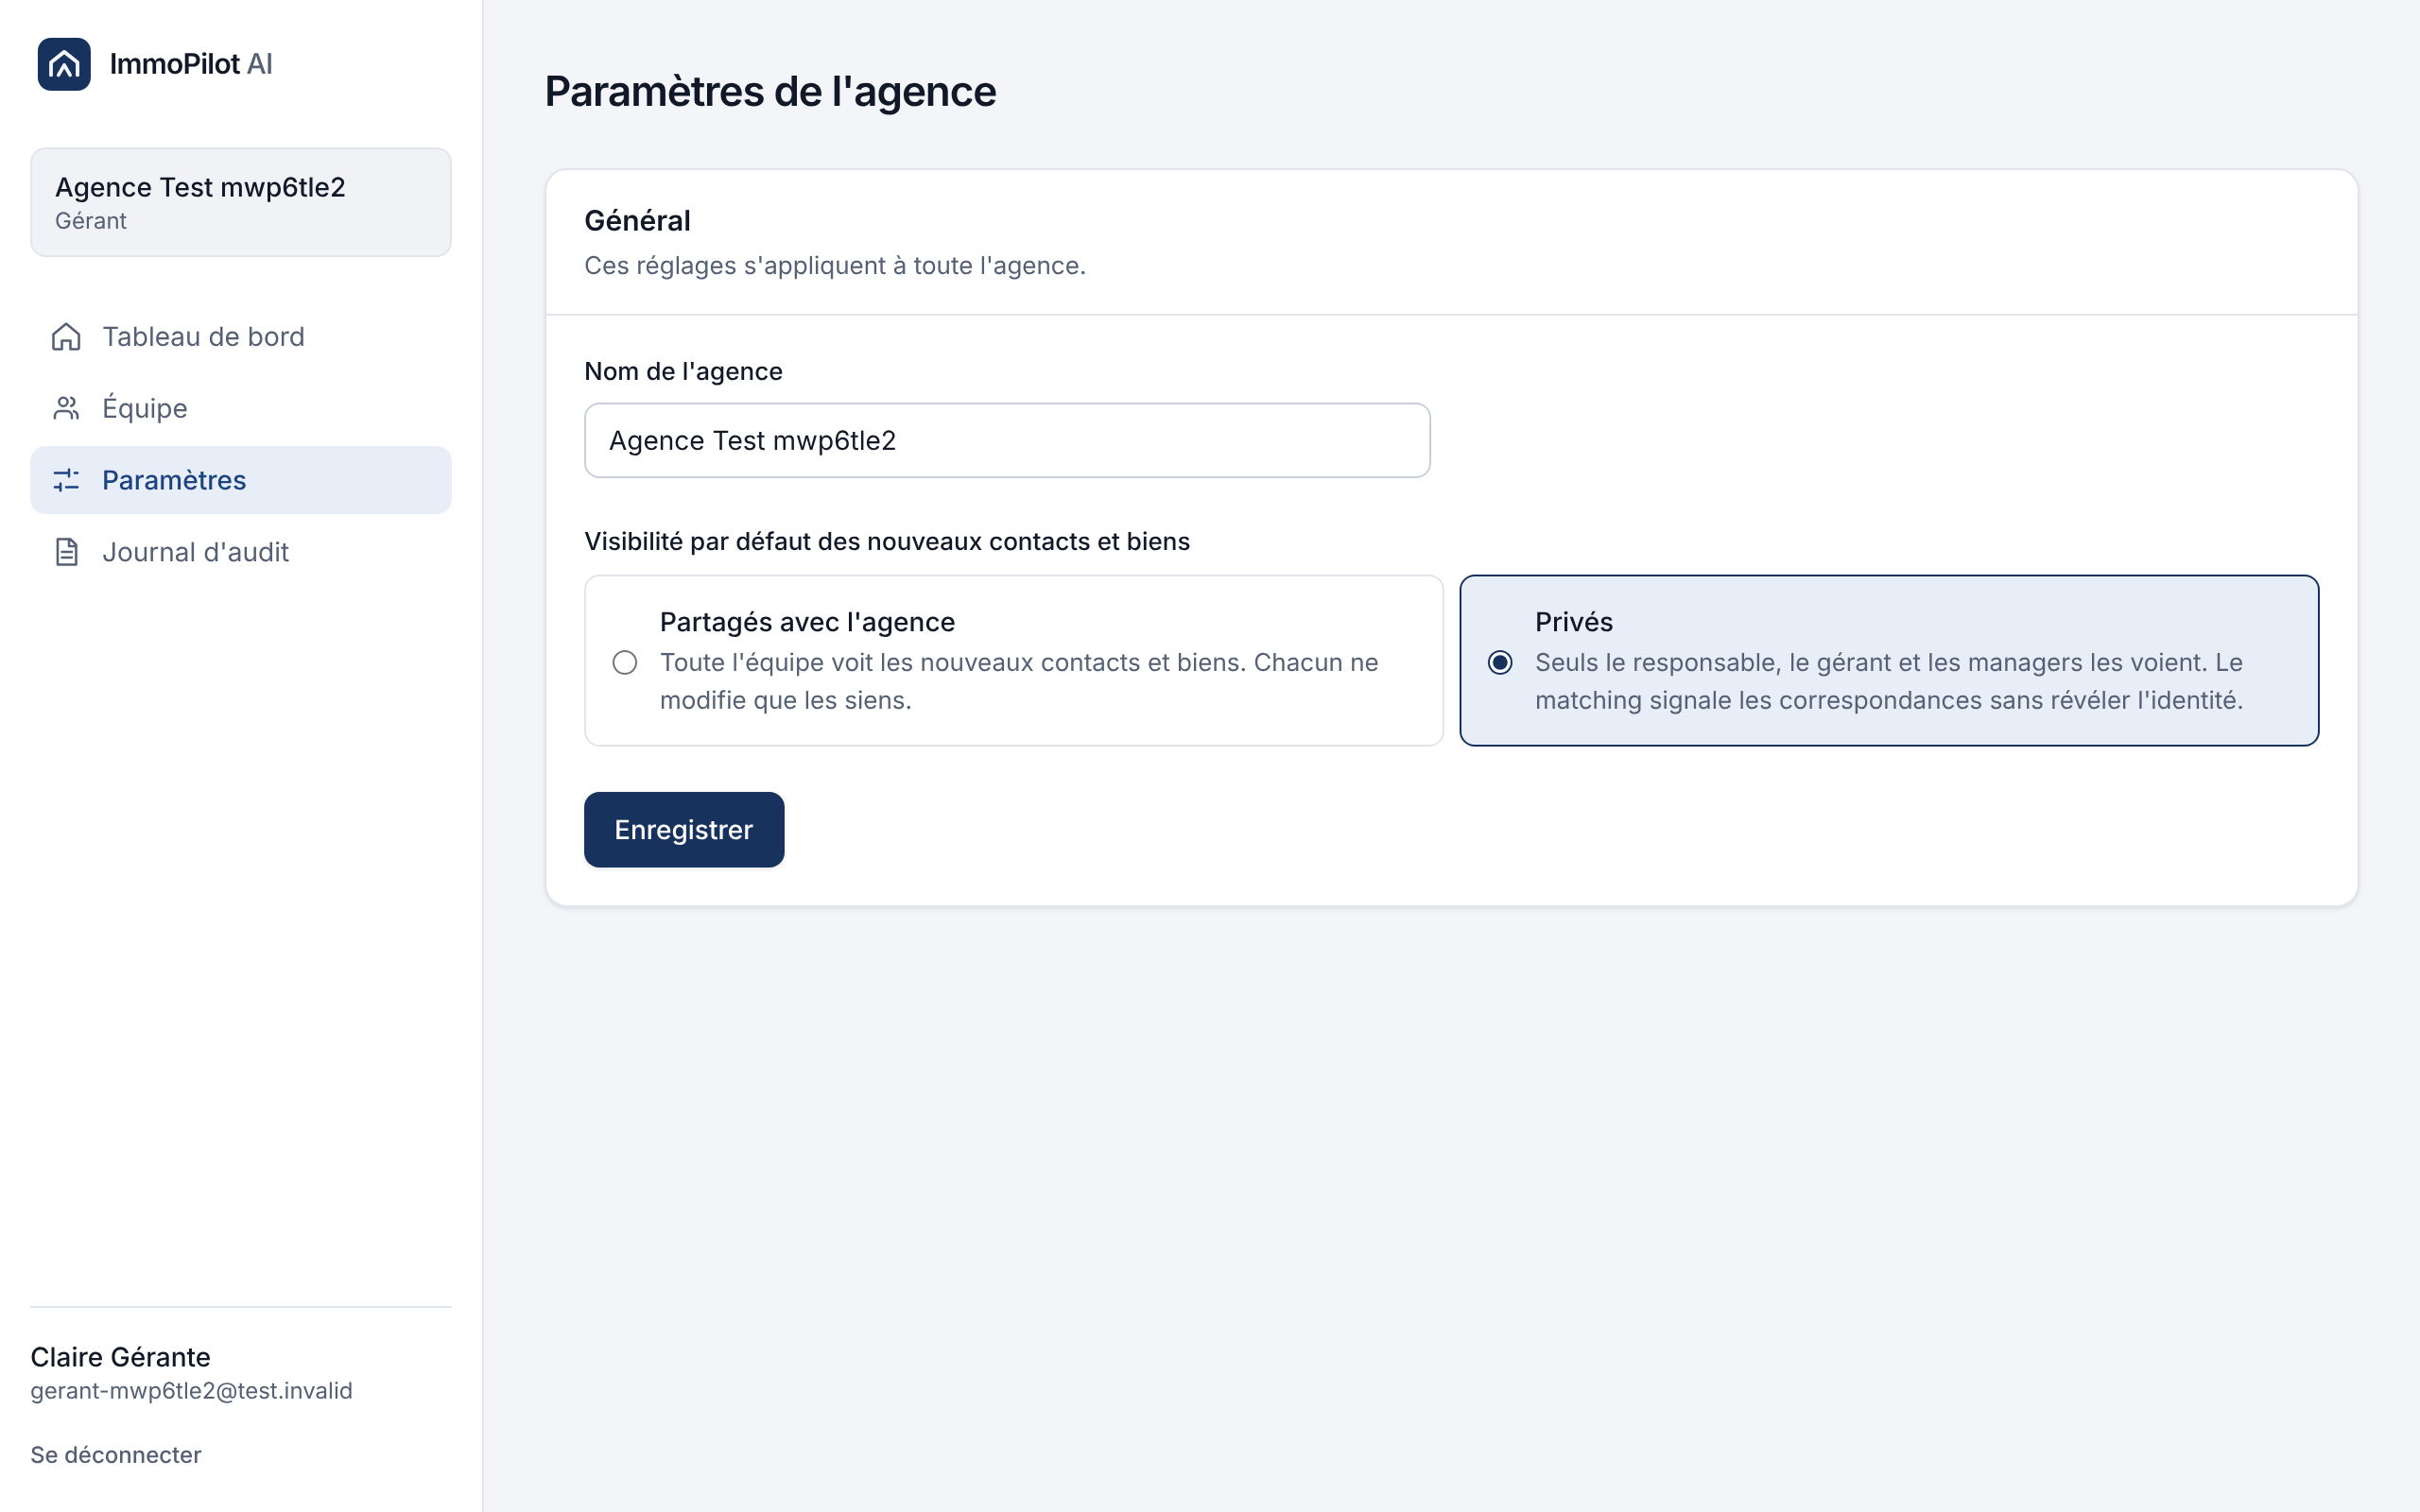 ImmoPilot AI
Agence Test mwp6tle2
Gérant
Tableau de bord
Équipe
Paramètres
Journal d'audit
Claire Gérante
gerant-mwp6tle2@test.invalid
Se déconnecter
Paramètres de l'agence
Général
Ces réglages s'appliquent à toute l'agence.
Nom de l'agence
Agence Test mwp6tle2
Visibilité par défaut des nouveaux contacts et biens
Partagés avec l'agence
Toute l'équipe voit les nouveaux contacts et biens. Chacun ne
modifie que les siens.
Privés
Seuls le responsable, le gérant et les managers les voient. Le
matching signale les correspondances sans révéler l'identité.
Enregistrer